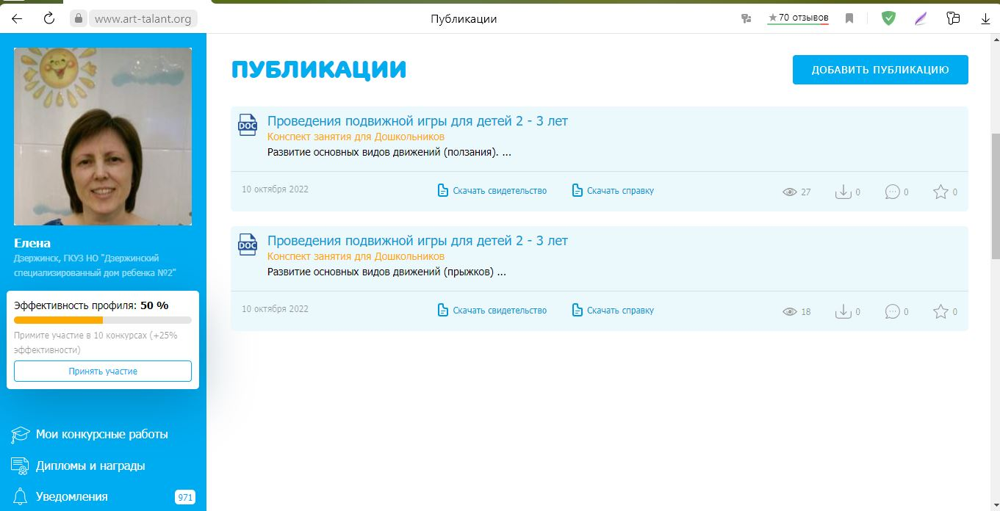 www.art-talant.org
Публикации
★70 отзывов
ПУБЛИКАЦИИ
ДОБАВИТЬ ПУБЛИКАЦИЮ
DOC
Проведения подвижной игры для детей 2 - 3 лет
Конспект занятия для Дошкольников
Развитие основных видов движений (ползания). ...
10 октября 2022
Скачать свидетельство
Скачать справку
27
0
0
0
DOC
Проведения подвижной игры для детей 2 - 3 лет
Конспект занятия для Дошкольников
Развитие основных видов движений (прыжков) ...
10 октября 2022
Скачать свидетельство
Скачать справку
18
0
0
0
Елена
Дзержинск, ГКУЗ НО "Дзержинский
специализированный дом ребенка №2"
Эффективность профиля: 50 %
Примите участие в 10 конкурсах (+25%
эффективности)
Принять участие
Мои конкурсные работы
Дипломы и награды
Уведомления
971